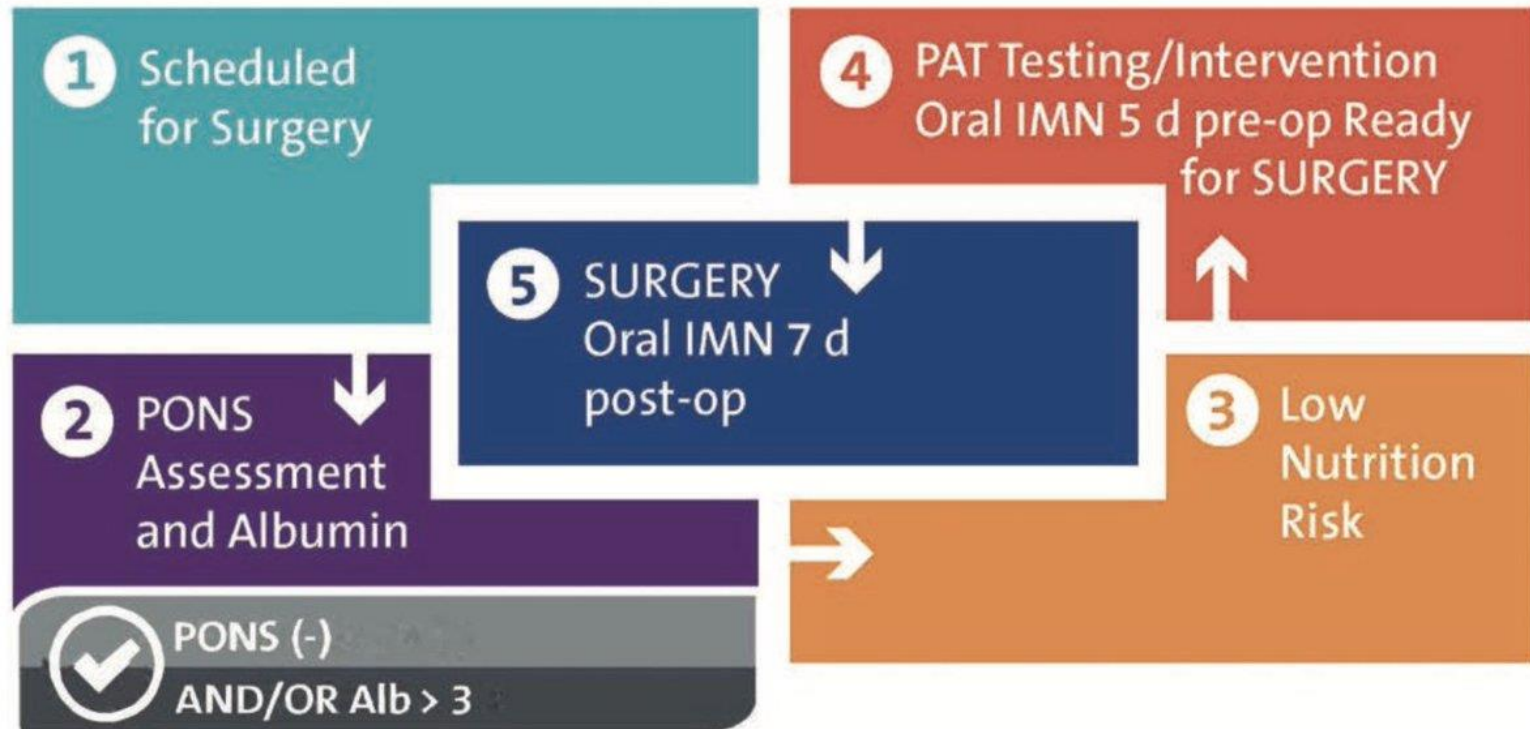 1 Scheduled
for Surgery
2 PONS
Assessment
and Albumin
PONS (-)
AND/OR Alb > 3
3 Low
Nutrition
Risk
4 PAT Testing/Intervention
Oral IMN 5 d pre-op Ready
for SURGERY
5 SURGERY
Oral IMN 7 d
post-op